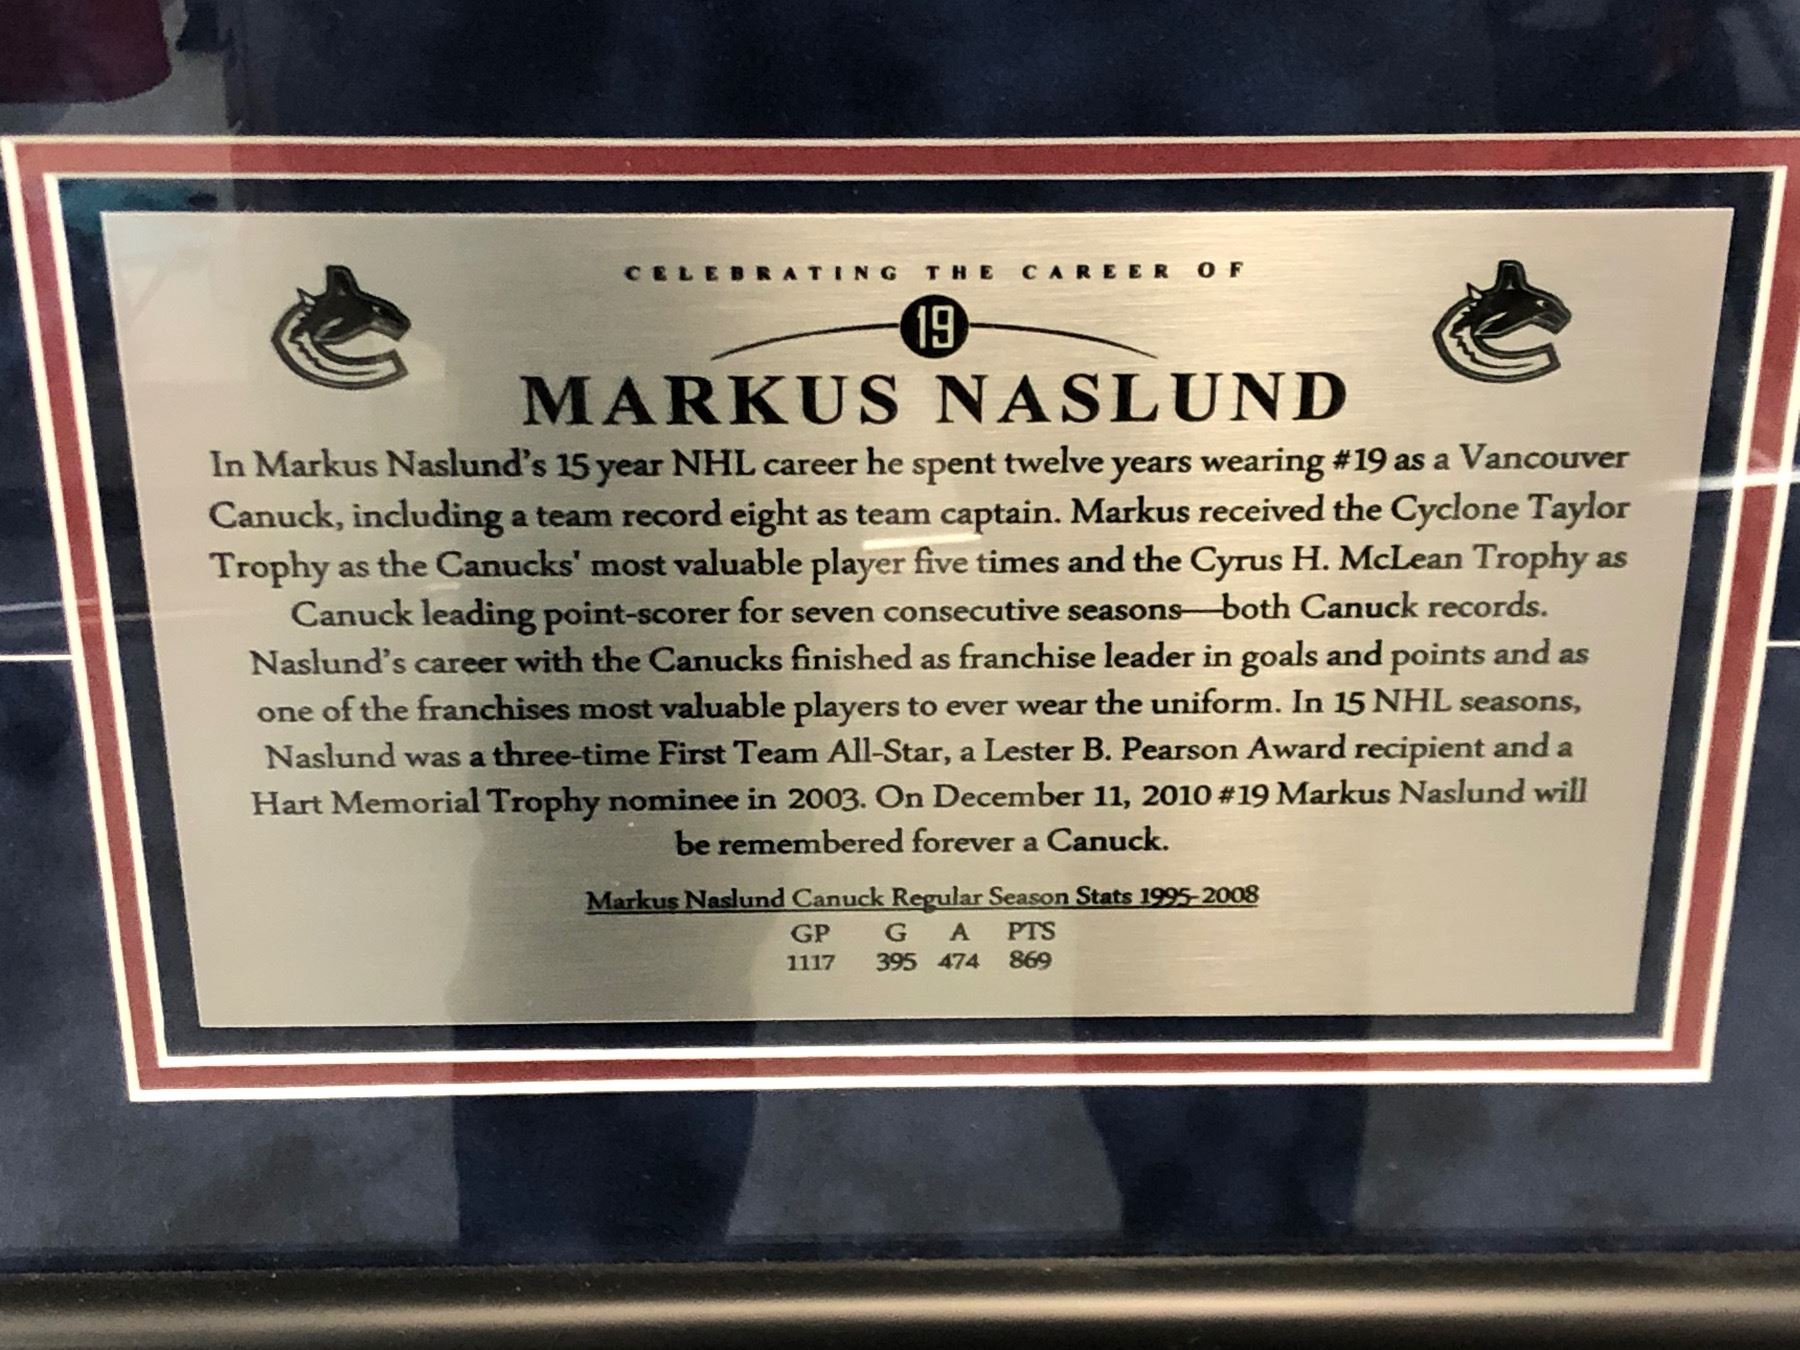 CELEBRATING THE CAREER OF
19
MARKUS NASLUND
In Markus Naslund's 15 year NHL career he spent twelve years wearing #19 as a Vancouver
Canuck, including a team record eight as team captain. Markus received the Cyclone Taylor
Trophy as the Canucks' most valuable player five times and the Cyrus H. McLean Trophy as
Canuck leading point-scorer for seven consecutive seasons—both Canuck records.
Naslund's career with the Canucks finished as franchise leader in goals and points and as
one of the franchises most valuable players to ever wear the uniform. In 15 NHL seasons,
Naslund was a three-time First Team All-Star, a Lester B. Pearson Award recipient and a
Hart Memorial Trophy nominee in 2003. On December 11, 2010 #19 Markus Naslund will
be remembered forever a Canuck.
Markus Naslund Canuck Regular Season Stats 1995-2008
GP G A PTS
1117 395 474 869